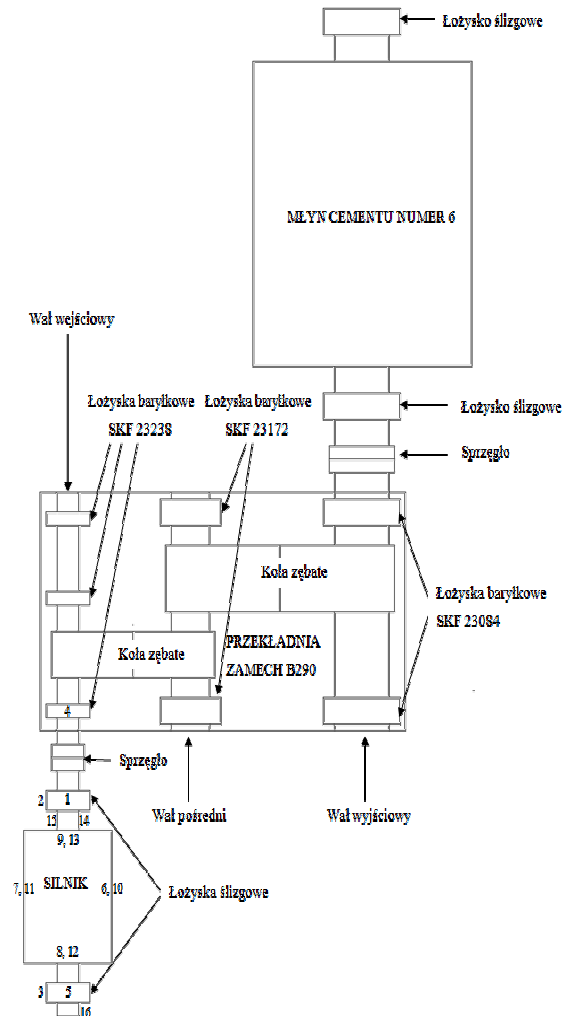 Łożysko ślizgowe
MŁYN CEMENTU NUMER 6
Wał wejściowy
Łożyska baryłkowe
SKF 23238
Łożyska baryłkowe
SKF 23172
Łożysko ślizgowe
Sprzęgło
Koła zębate
Łożyska baryłkowe
SKF 23084
Koła zębate
PRZEKŁADNIA
ZAMECH B290
4
Sprzęgło
Wał pośredni
Wał wyjściowy
2
1
15
14
9, 13
7, 11
SILNIK
6, 10
Łożyska ślizgowe
8, 12
3
5
16